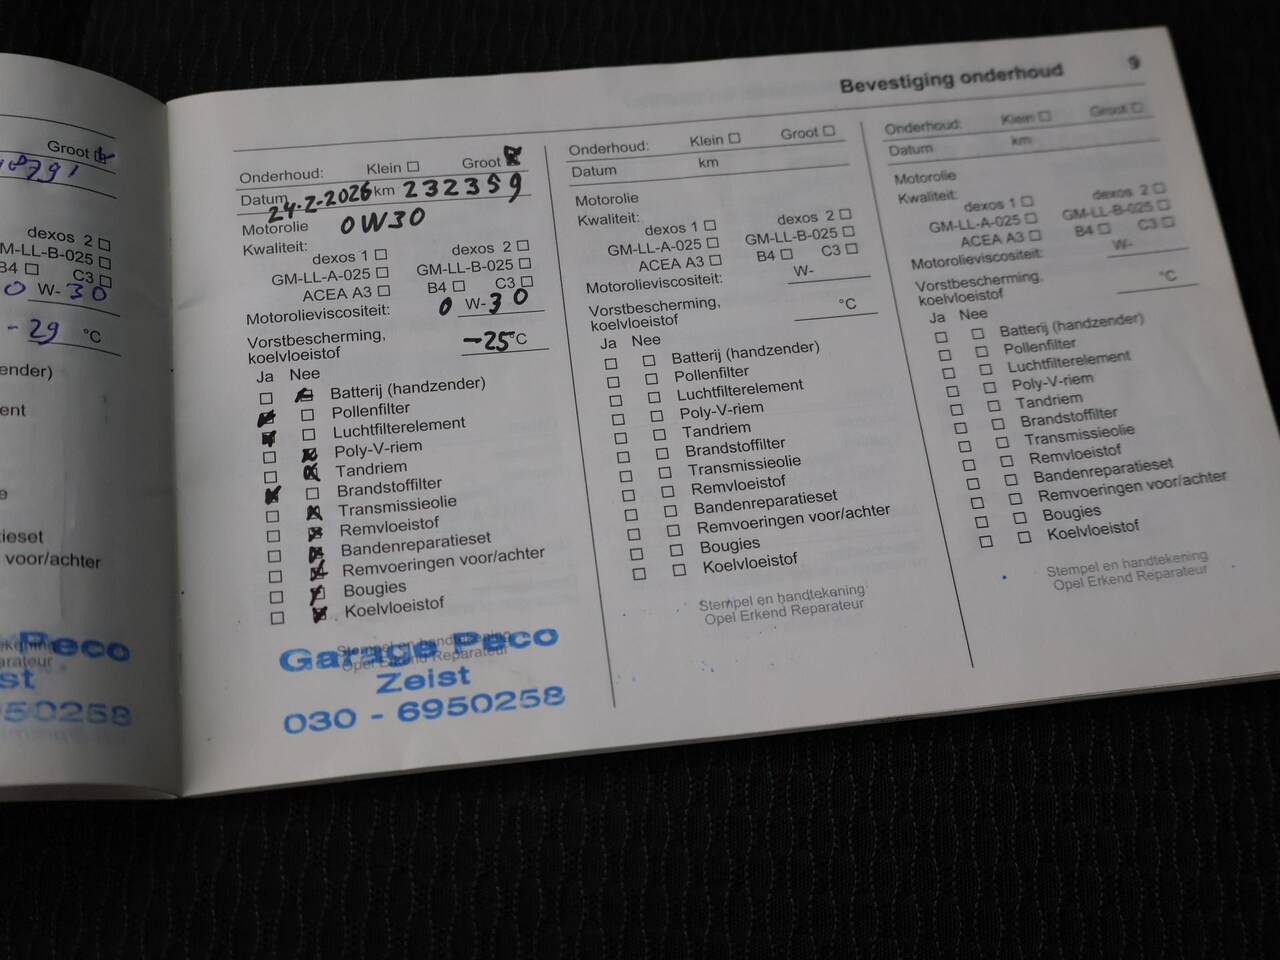 Bevestiging onderhoud 9
Groot
8791
dexos 2
GM-LL-B-025
B4 C3
0 W-30
-29 °C
ender)
ent
e
ieset
voor/achter
Peco
st
950258
Onderhoud: Klein Groot
Datum 24-2-2026 km 232359
Motorolie 0W30
Kwaliteit:
dexos 1 dexos 2
GM-LL-A-025 GM-LL-B-025
ACEA A3 B4 C3
Motorolieviscositeit: 0 W-30
Vorstbescherming,
koelvloeistof -25°C
Ja Nee
Batterij (handzender)
Pollenfilter
Luchtfilterelement
Poly-V-riem
Tandriem
Brandstoffilter
Transmissieolie
Remvloeistof
Bandenreparatieset
Remvoeringen voor/achter
Bougies
Koelvloeistof
Stempel en handtekening
Opel Erkend Reparateur
Garage Peco
Zeist
030 - 6950258
Onderhoud: Klein Groot
Datum km
Motorolie
Kwaliteit:
dexos 1 dexos 2
GM-LL-A-025 GM-LL-B-025
ACEA A3 B4 C3
Motorolieviscositeit: W-
Vorstbescherming,
koelvloeistof °C
Ja Nee
Batterij (handzender)
Pollenfilter
Luchtfilterelement
Poly-V-riem
Tandriem
Brandstoffilter
Transmissieolie
Remvloeistof
Bandenreparatieset
Remvoeringen voor/achter
Bougies
Koelvloeistof
Stempel en handtekening
Opel Erkend Reparateur
Onderhoud: Klein Groot
Datum km
Motorolie
Kwaliteit:
dexos 1 dexos 2
GM-LL-A-025 GM-LL-B-025
ACEA A3 B4 C3
Motorolieviscositeit: W-
Vorstbescherming,
koelvloeistof °C
Ja Nee
Batterij (handzender)
Pollenfilter
Luchtfilterelement
Poly-V-riem
Tandriem
Brandstoffilter
Transmissieolie
Remvloeistof
Bandenreparatieset
Remvoeringen voor/achter
Bougies
Koelvloeistof
Stempel en handtekening
Opel Erkend Reparateur